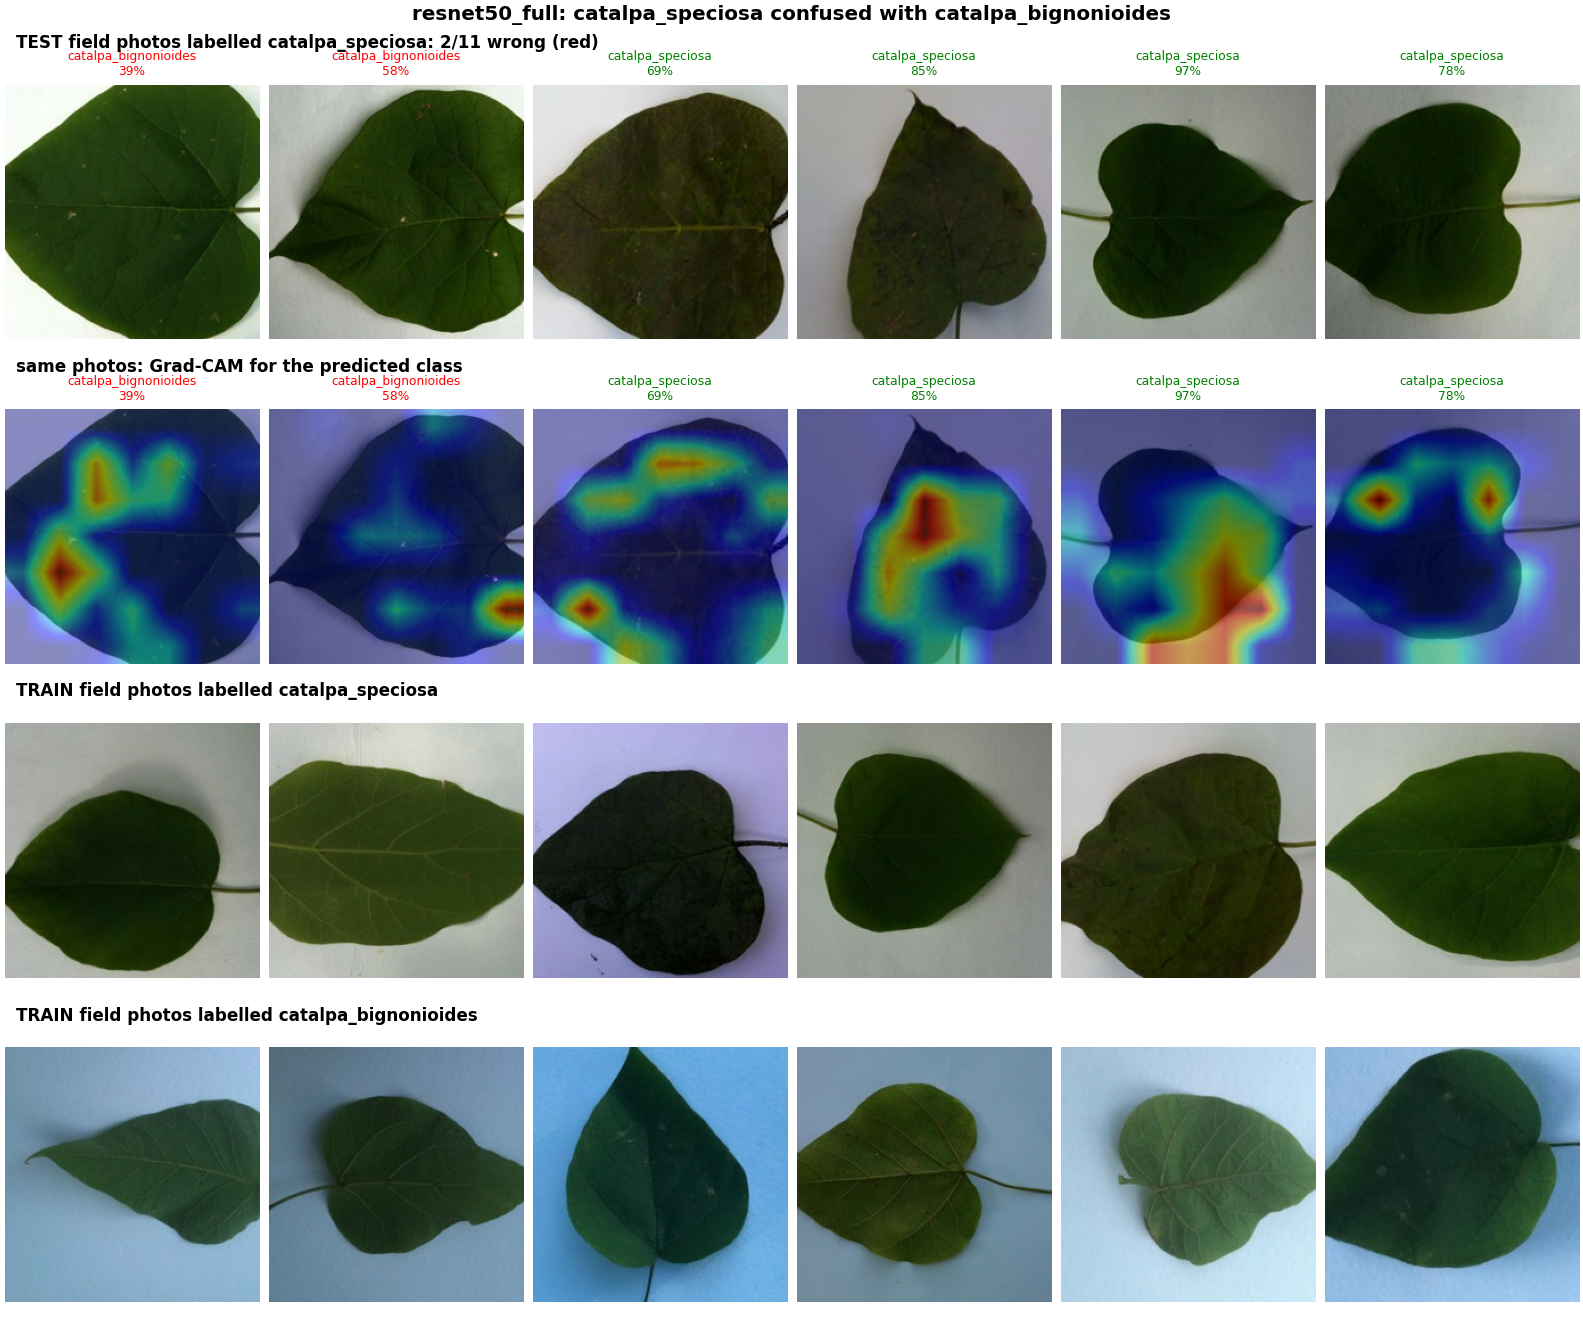 resnet50_full: catalpa_speciosa confused with catalpa_bignonioides
TEST field photos labelled catalpa_speciosa: 2/11 wrong (red)
catalpa_bignonioides catalpa_bignonioides catalpa_speciosa catalpa_speciosa catalpa_speciosa catalpa_speciosa
39% 58% 69% 85% 97% 78%
same photos: Grad-CAM for the predicted class
catalpa_bignonioides catalpa_bignonioides catalpa_speciosa catalpa_speciosa catalpa_speciosa catalpa_speciosa
39% 58% 69% 85% 97% 78%
TRAIN field photos labelled catalpa_speciosa
TRAIN field photos labelled catalpa_bignonioides